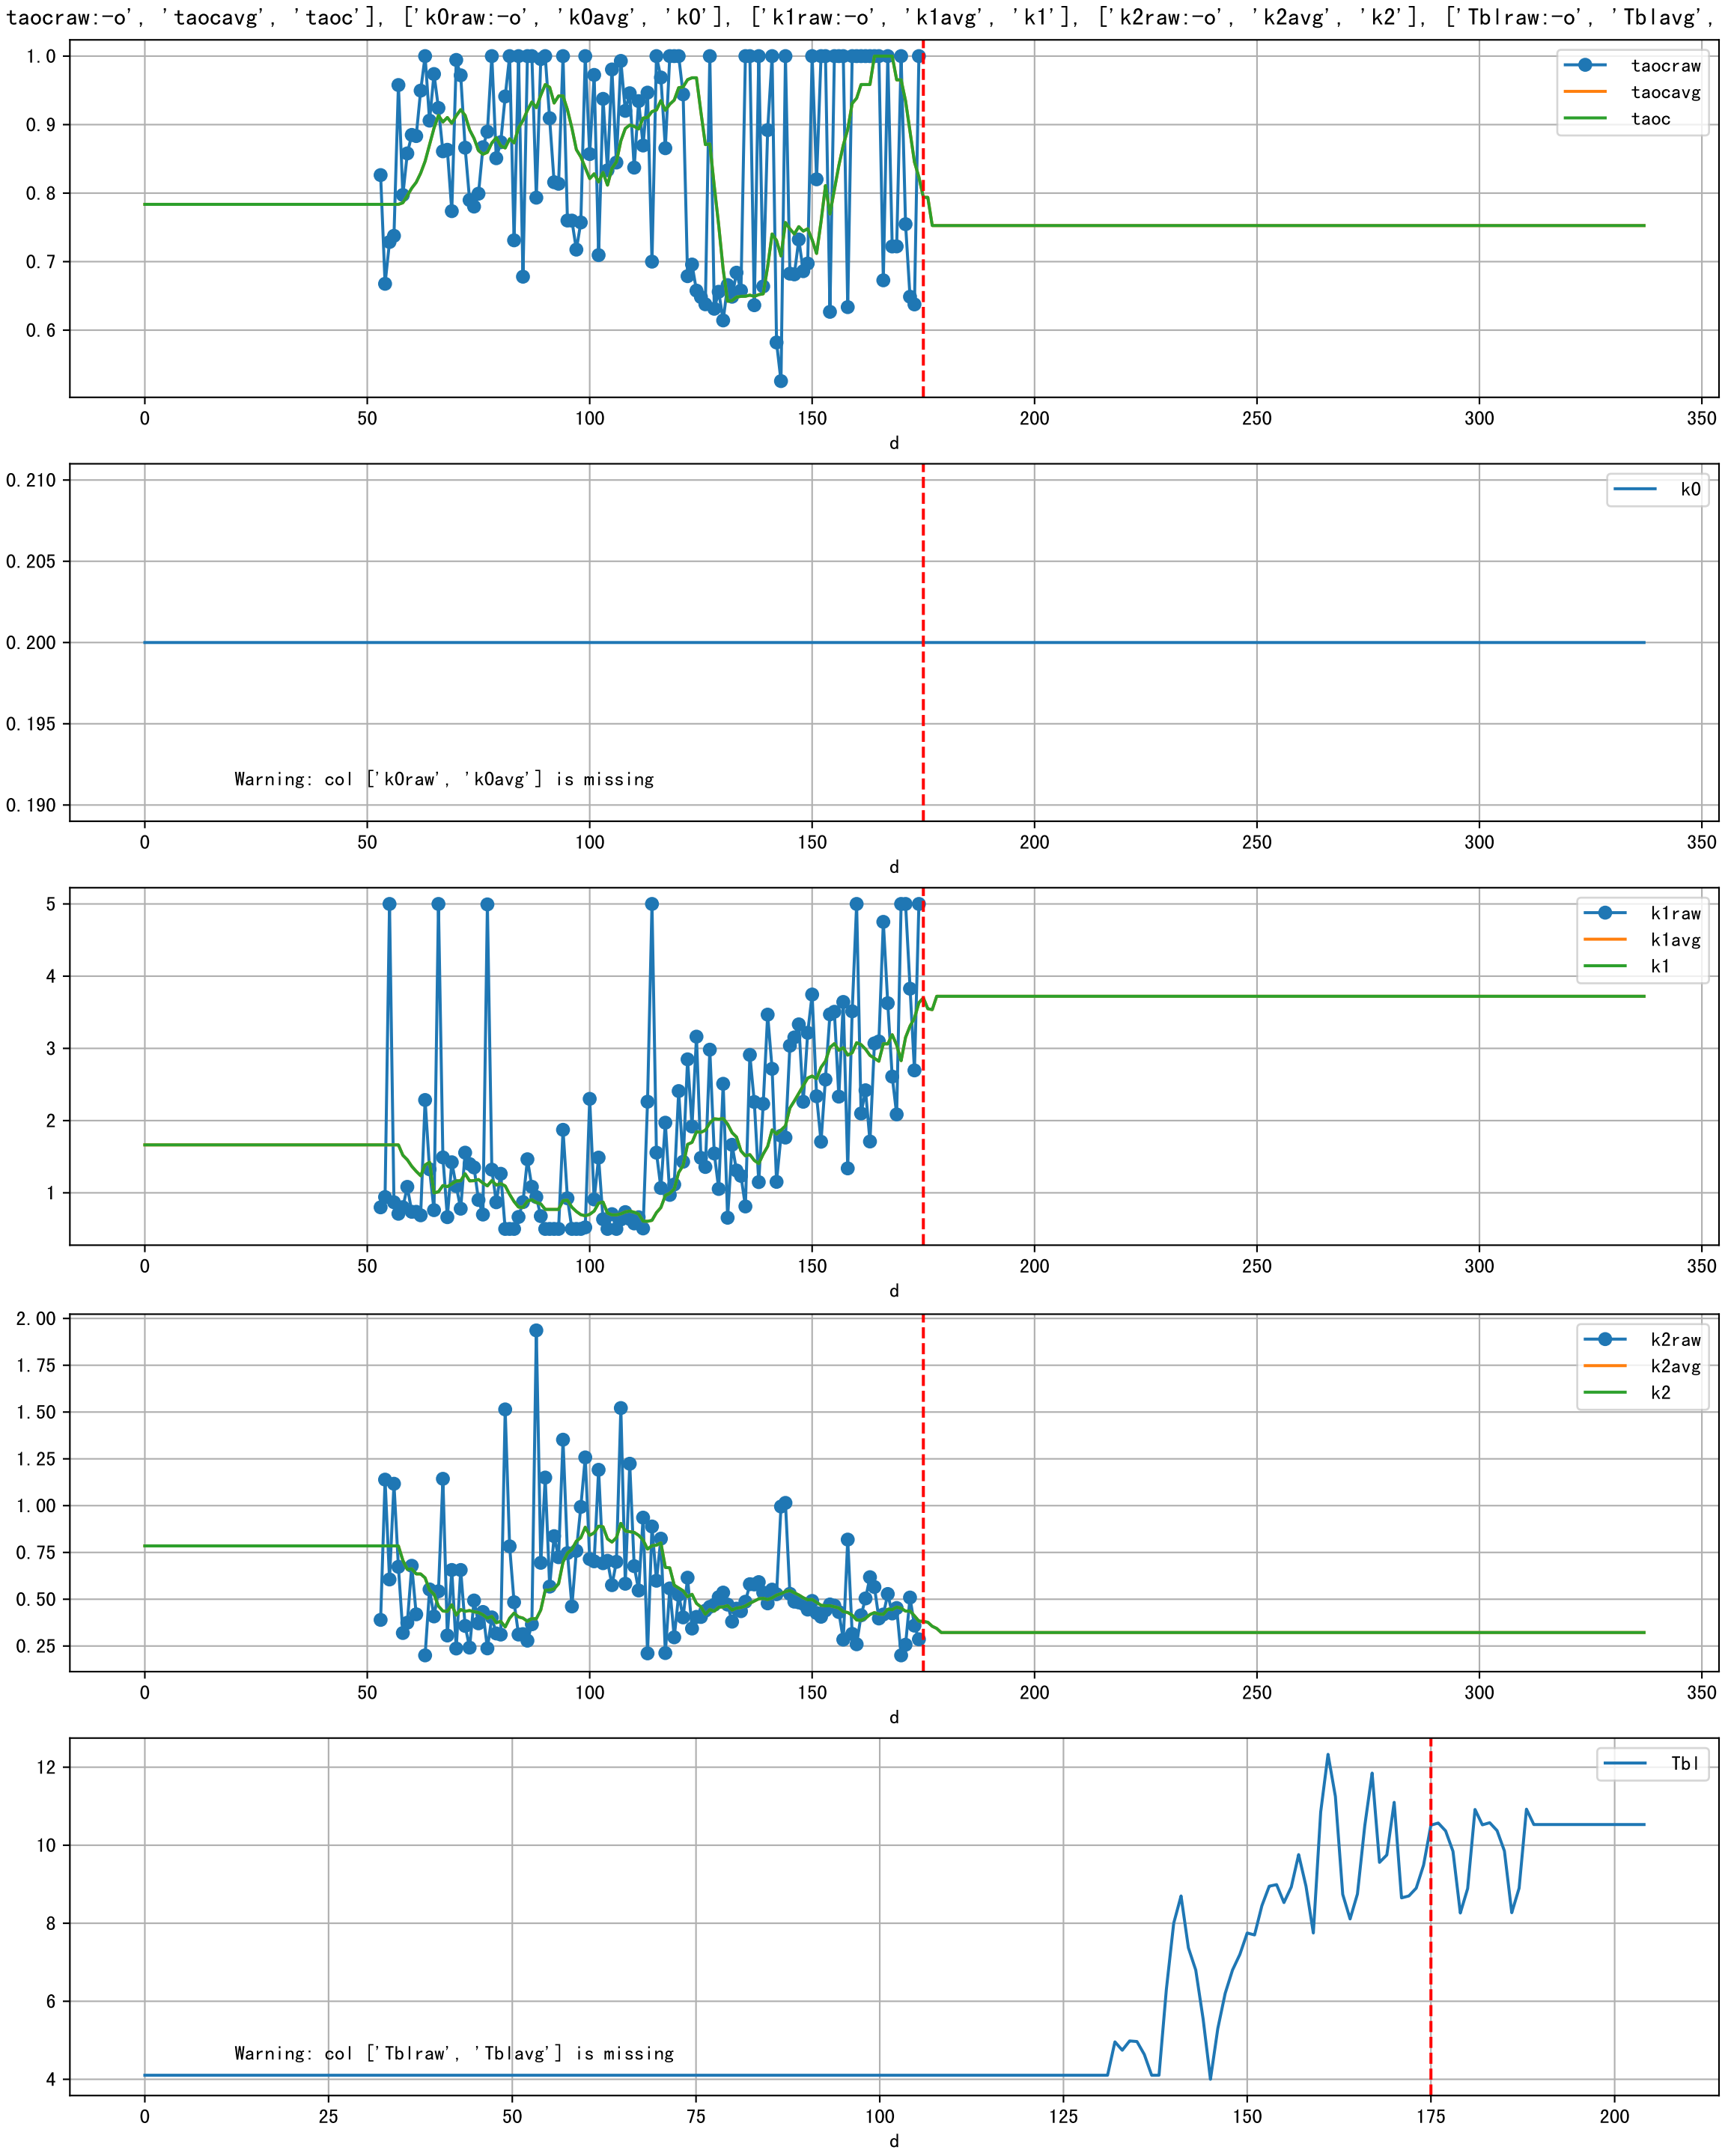 taocraw:-o', 'taocavg', 'taoc'], ['k0raw:-o', 'k0avg', 'k0'], ['k1raw:-o', 'k1avg', 'k1'], ['k2raw:-o', 'k2avg', 'k2'], ['Tblraw:-o', 'Tblavg',
1.0
0.9
0.8
0.7
0.6
taocraw
taocavg
taoc
0 50 100 150 200 250 300 350
d
0.210
0.205
0.200
0.195
0.190
k0
Warning: col ['k0raw', 'k0avg'] is missing
0 50 100 150 200 250 300 350
d
5
4
3
2
1
k1raw
k1avg
k1
0 50 100 150 200 250 300 350
d
2.00
1.75
1.50
1.25
1.00
0.75
0.50
0.25
k2raw
k2avg
k2
0 50 100 150 200 250 300 350
d
12
10
8
6
4
Tbl
Warning: col ['Tblraw', 'Tblavg'] is missing
0 25 50 75 100 125 150 175 200
d